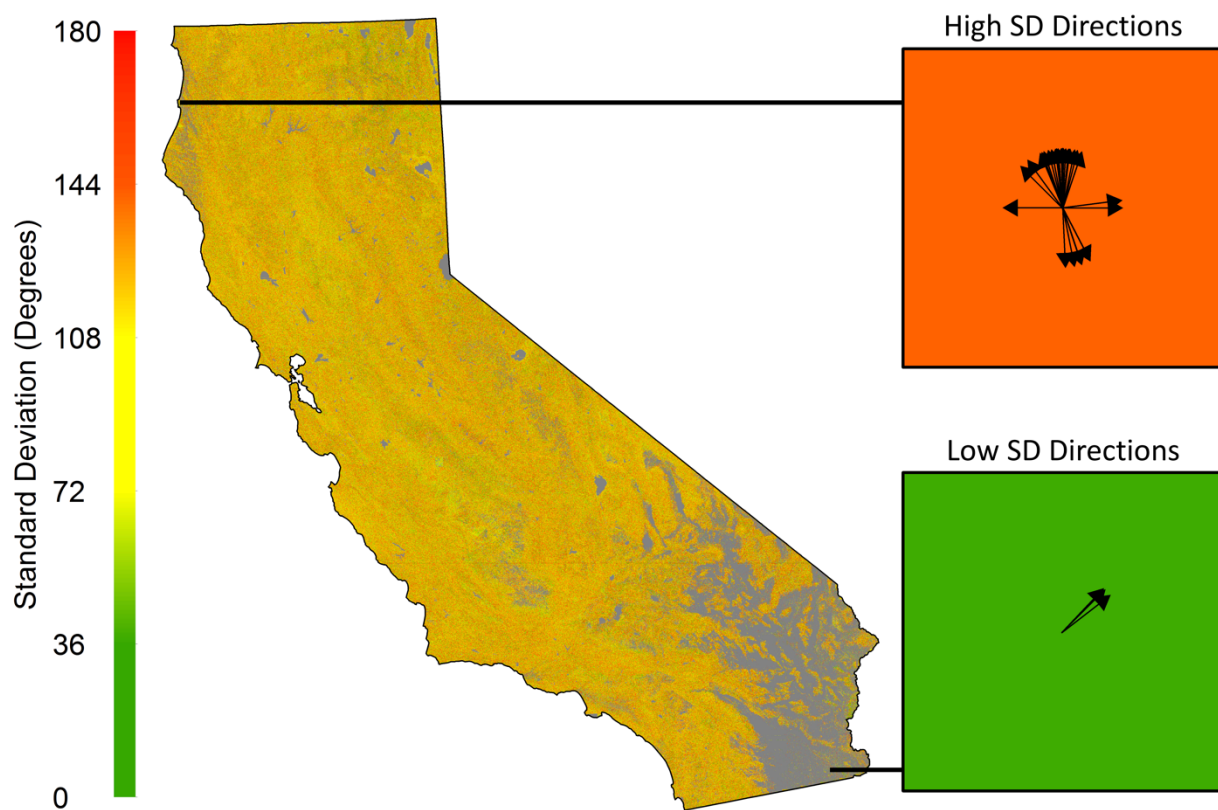 180
144
108
72
36
0
Standard Deviation (Degrees)
High SD Directions
Low SD Directions